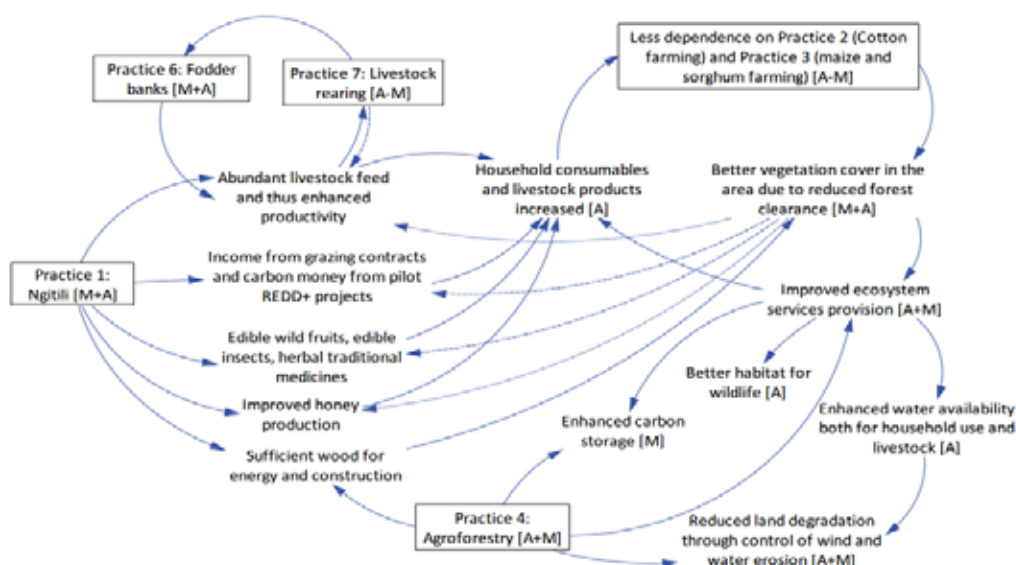 Less dependence on Practice 2 (Cotton
farming) and Practice 3 (maize and
sorghum farming) [A-M]
Practice 6: Fodder
banks [M+A]
Practice 7: Livestock
rearing [A-M]
Abundant livestock feed
and thus enhanced
productivity
Household consumables
and livestock products
increased [A]
Better vegetation cover in the
area due to reduced forest
clearance [M+A]
Practice 1:
Ngitili [M+A]
Income from grazing contracts
and carbon money from pilot
REDD+ projects
Improved ecosystem
services provision [A+M]
Edible wild fruits, edible
insects, herbal traditional
medicines
Better habitat for
wildlife [A]
Improved honey
production
Enhanced carbon
storage [M]
Enhanced water availability
both for household use and
livestock [A]
Sufficient wood for
energy and construction
Practice 4:
Agroforestry [A+M]
Reduced land degradation
through control of wind and
water erosion [A+M]